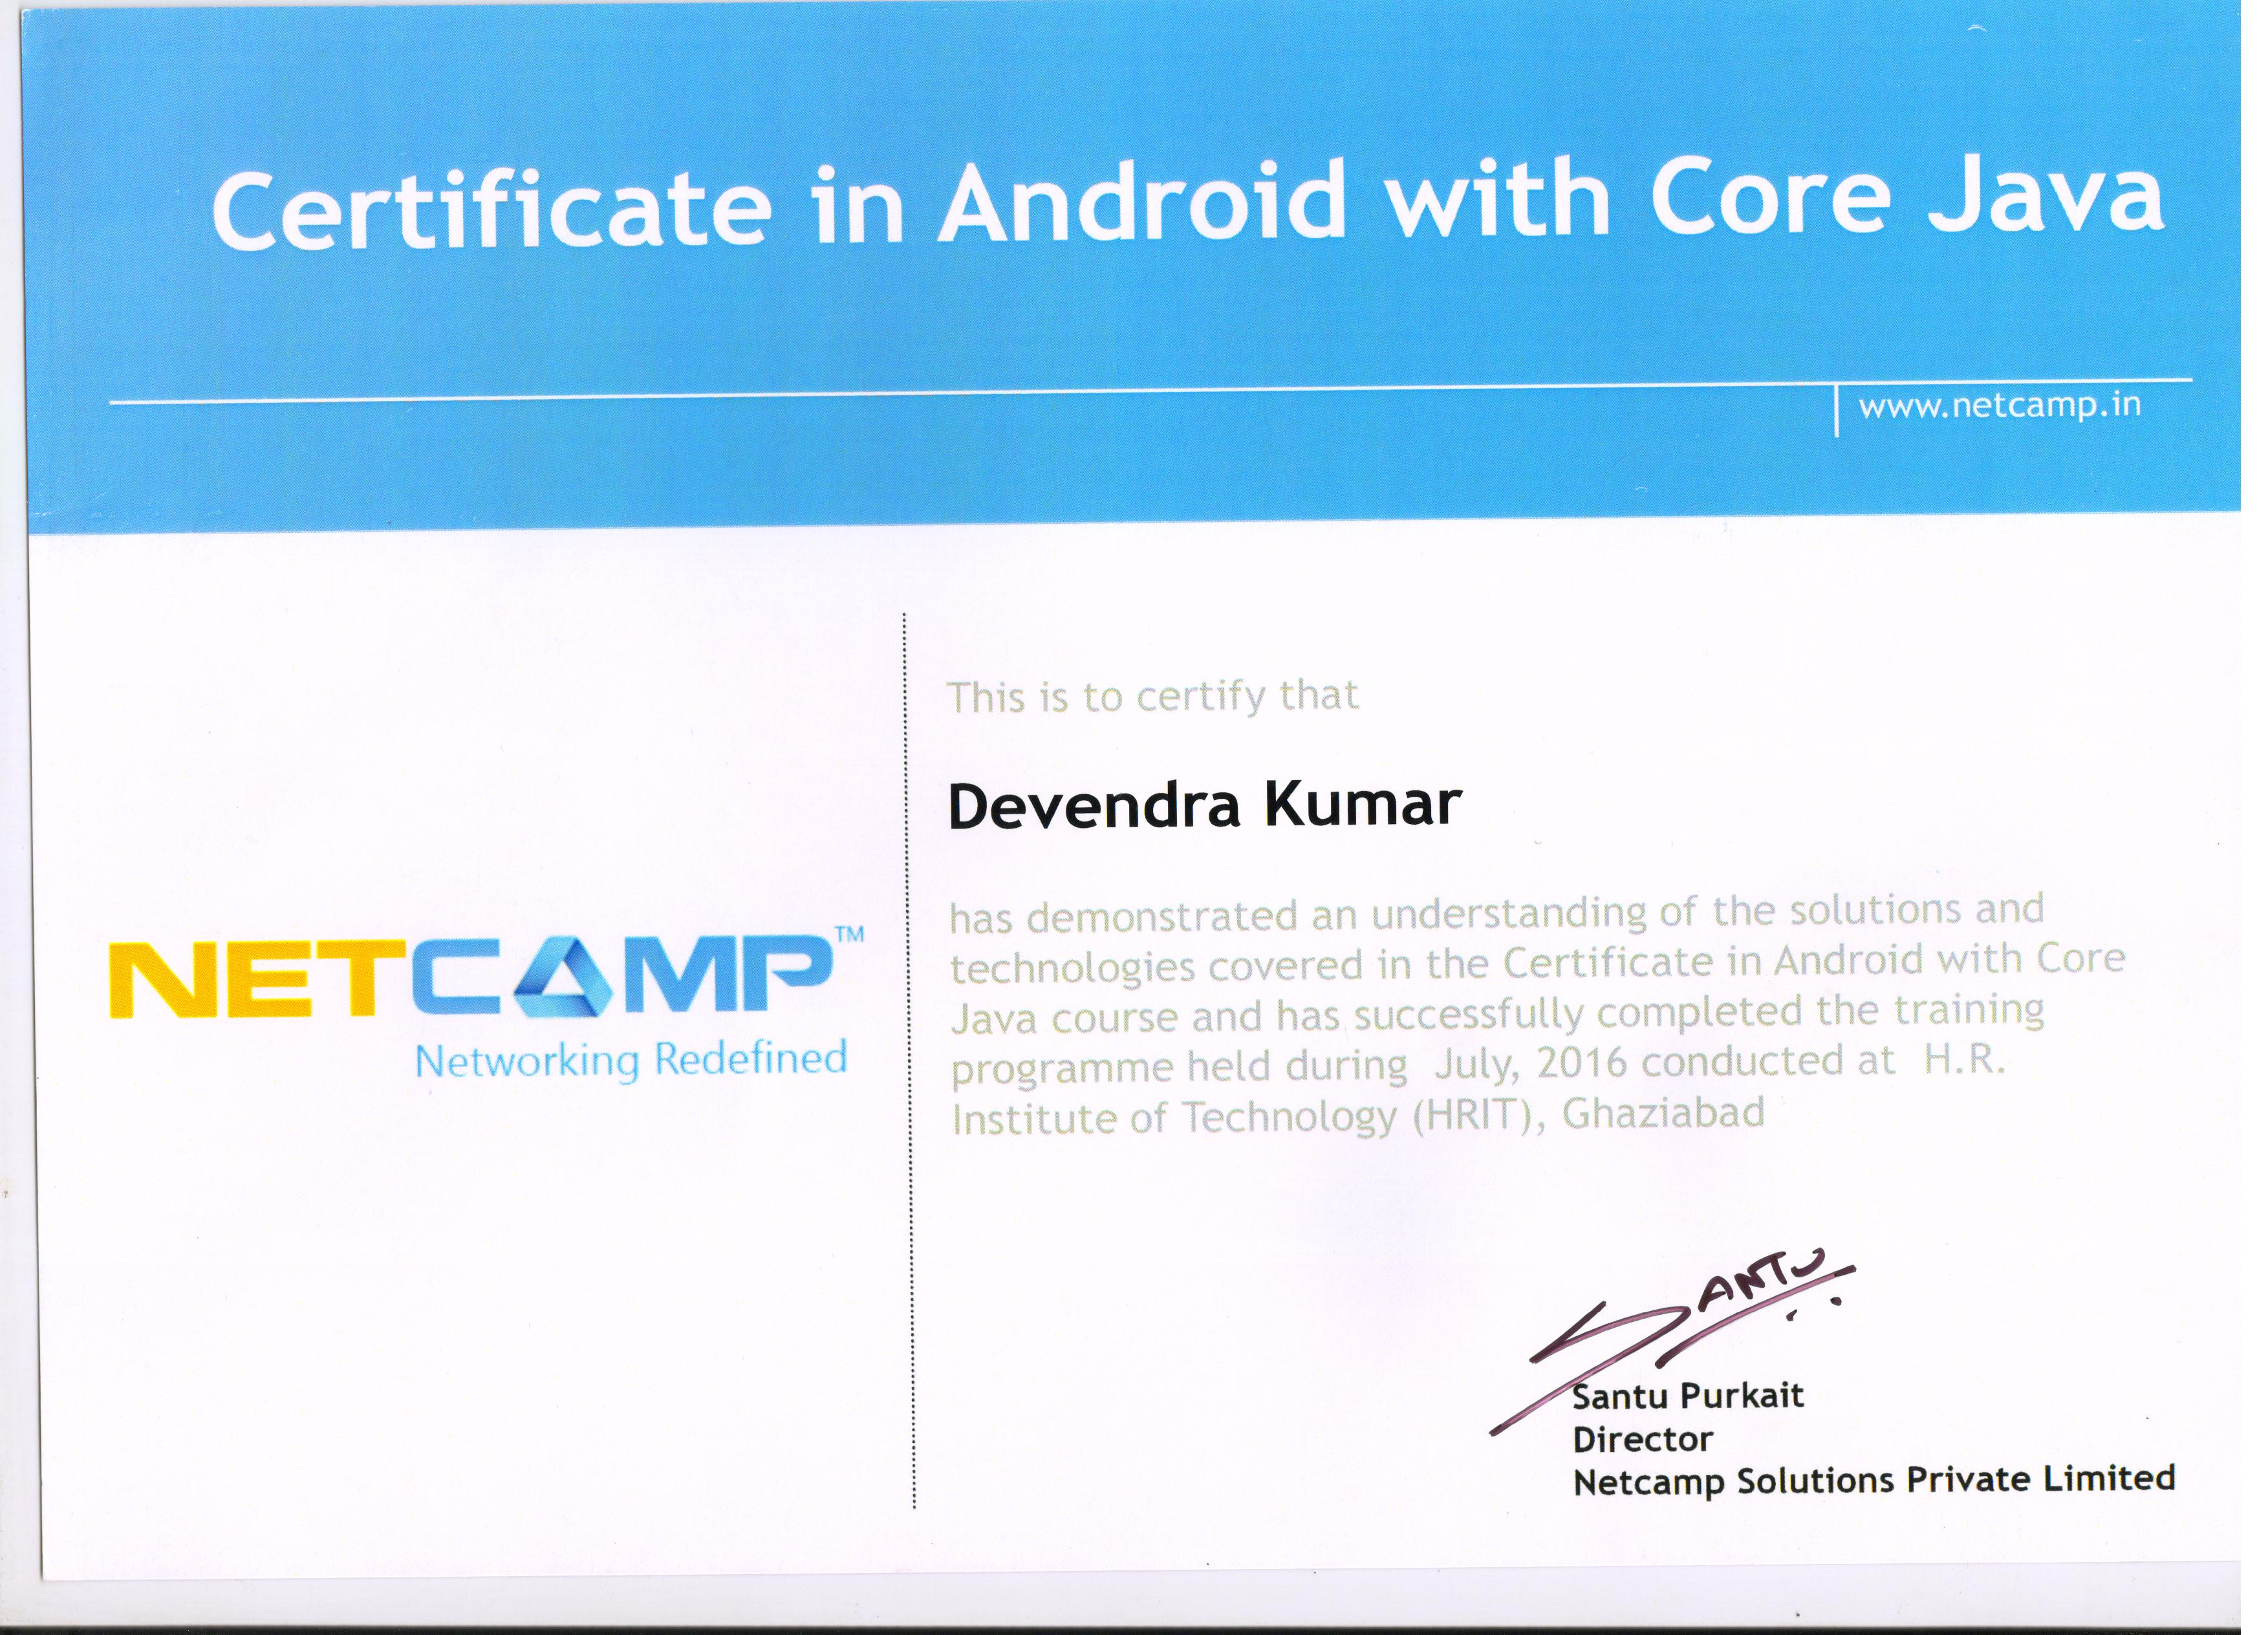 Certificate in Android with Core Java
www.netcamp.in
This is to certify that
Devendra Kumar
has demonstrated an understanding of the solutions and
technologies covered in the Certificate in Android with Core
Java course and has successfully completed the training
programme held during July, 2016 conducted at H.R.
Institute of Technology (HRIT), Ghaziabad
NETCAMP™
Networking Redefined
SANTU
Santu Purkait
Director
Netcamp Solutions Private Limited